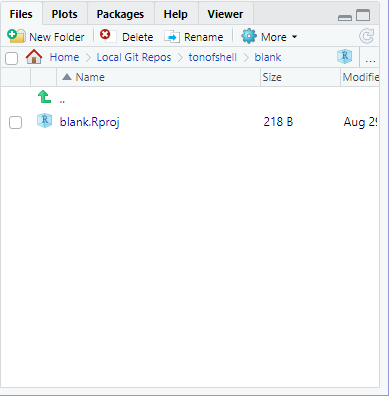 Files Plots Packages Help Viewer
New Folder Delete Rename More
Home Local Git Repos tonofshell blank R ...
Name Size Modifie
..
R blank.Rproj 218 B Aug 29